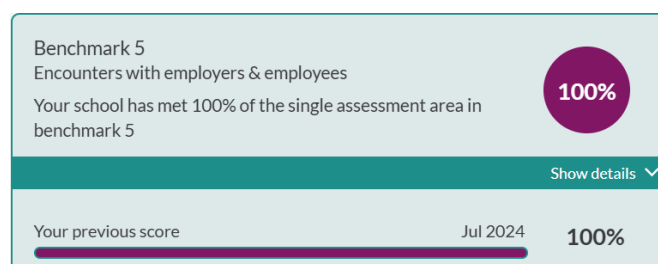 Benchmark 5
Encounters with employers & employees
Your school has met 100% of the single assessment area in
benchmark 5
100%
Show details
Your previous score Jul 2024 100%